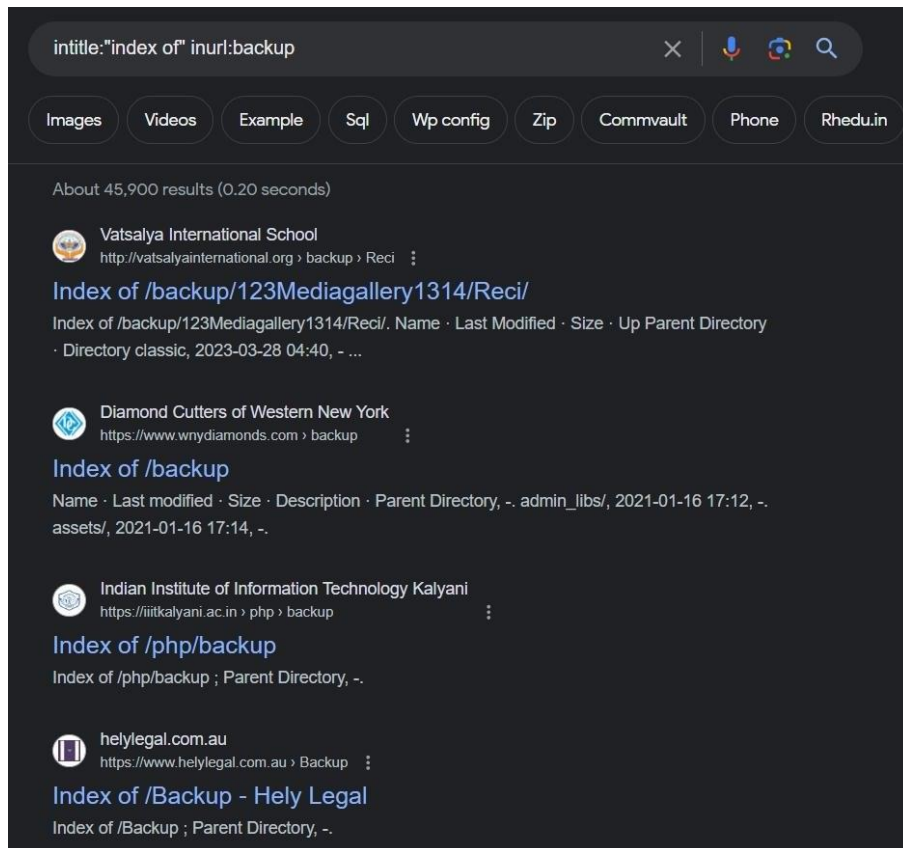 intitle:"index of" inurl:backup
Images Videos Example Sql Wp config Zip Commvault Phone Rhedu.in
About 45,900 results (0.20 seconds)
Vatsalya International School
http://vatsalyainternational.org › backup › Reci
Index of /backup/123Mediagallery1314/Reci/
Index of /backup/123Mediagallery1314/Reci/. Name · Last Modified · Size · Up Parent Directory
· Directory classic, 2023-03-28 04:40, - ...
Diamond Cutters of Western New York
https://www.wnydiamonds.com › backup
Index of /backup
Name · Last modified · Size · Description · Parent Directory, -. admin_libs/, 2021-01-16 17:12, -.
assets/, 2021-01-16 17:14, -.
Indian Institute of Information Technology Kalyani
https://iiitkalyani.ac.in › php › backup
Index of /php/backup
Index of /php/backup ; Parent Directory, -.
helylegal.com.au
https://www.helylegal.com.au › Backup
Index of /Backup - Hely Legal
Index of /Backup ; Parent Directory, -.